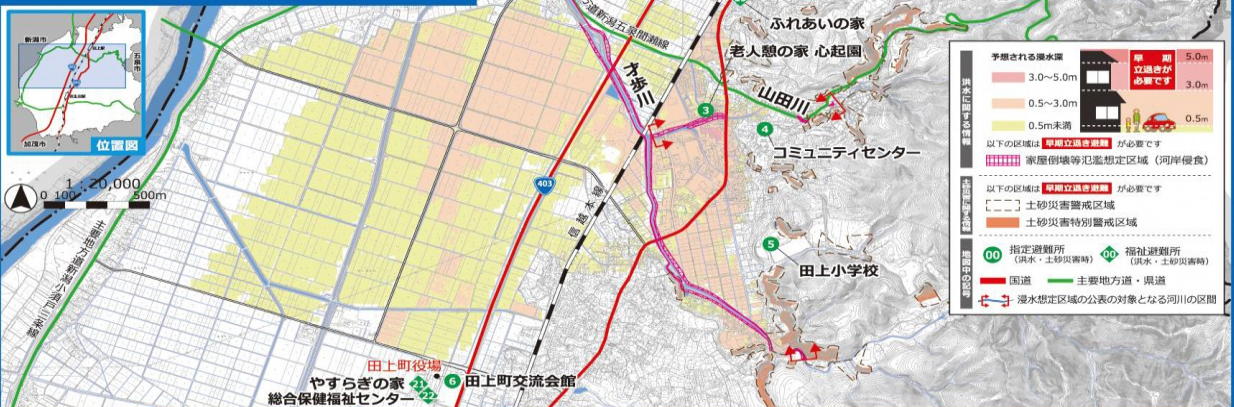 新潟市
五泉市
田上駅
加茂市
位置図
1:20,000
0 100 500m
主要地方道新潟小須戸三条線
方道新潟五泉間瀬線
403
信越本線
才歩川
山田川
ふれあいの家
老人憩の家 心起園
3
4
コミュニティセンター
5
田上小学校
田上町役場
やすらぎの家
21
6
田上町交流会館
総合保健福祉センター
22
洪水に関する情報
予想される浸水深
3.0~5.0m
0.5~3.0m
0.5m未満
早期
立退きが
必要です
5.0m
3.0m
0.5m
以下の区域は 早期立退き避難 が必要です
家屋倒壊等氾濫想定区域(河岸侵食)
土砂災害に関する情報
以下の区域は 早期立退き避難 が必要です
土砂災害警戒区域
土砂災害特別警戒区域
地図中の記号
00 指定避難所
(洪水・土砂災害時)
00 福祉避難所
(洪水・土砂災害時)
国道
主要地方道・県道
浸水想定区域の公表の対象となる河川の区間